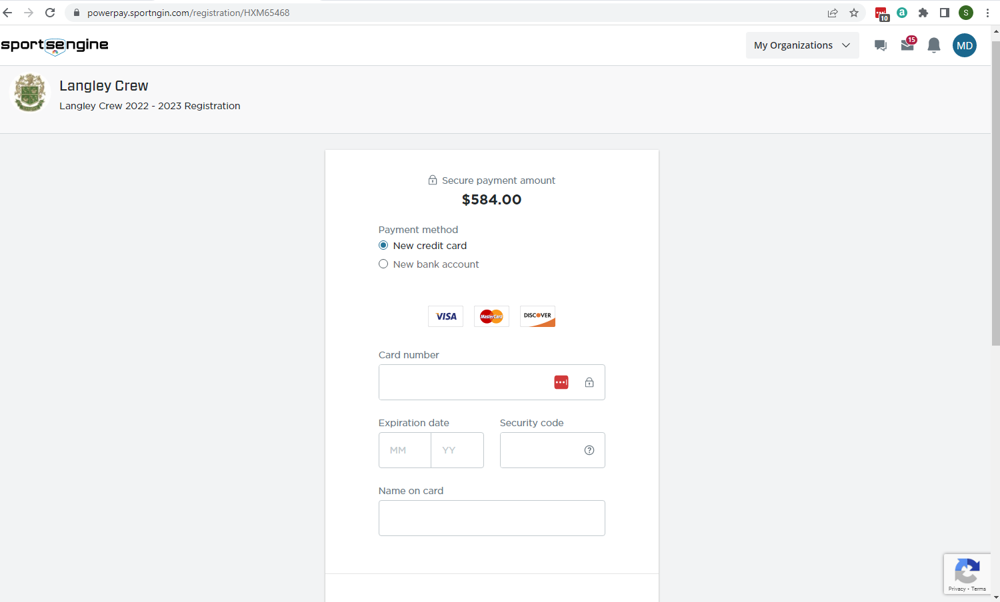 powerpay.sportngin.com/registration/HXM65468
10
a
S
sportsengine
My Organizations
15
MD
Langley Crew
Langley Crew 2022 - 2023 Registration
Secure payment amount
$584.00
Payment method
New credit card
New bank account
VISA
MasterCard
DISCOVER
Card number
Expiration date
Security code
MM
YY
?
Name on card
Privacy - Terms